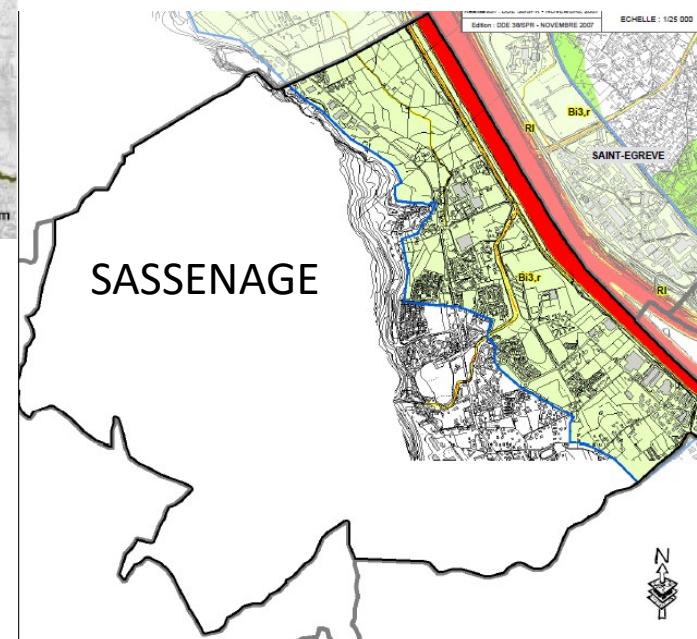 Edition : DDE 38/SPR - NOVEMBRE 2007
ECHELLE : 1/25 000
Bi3,r
RI
SAINT-EGREVE
m
SASSENAGE
Bi3,r
RI
N